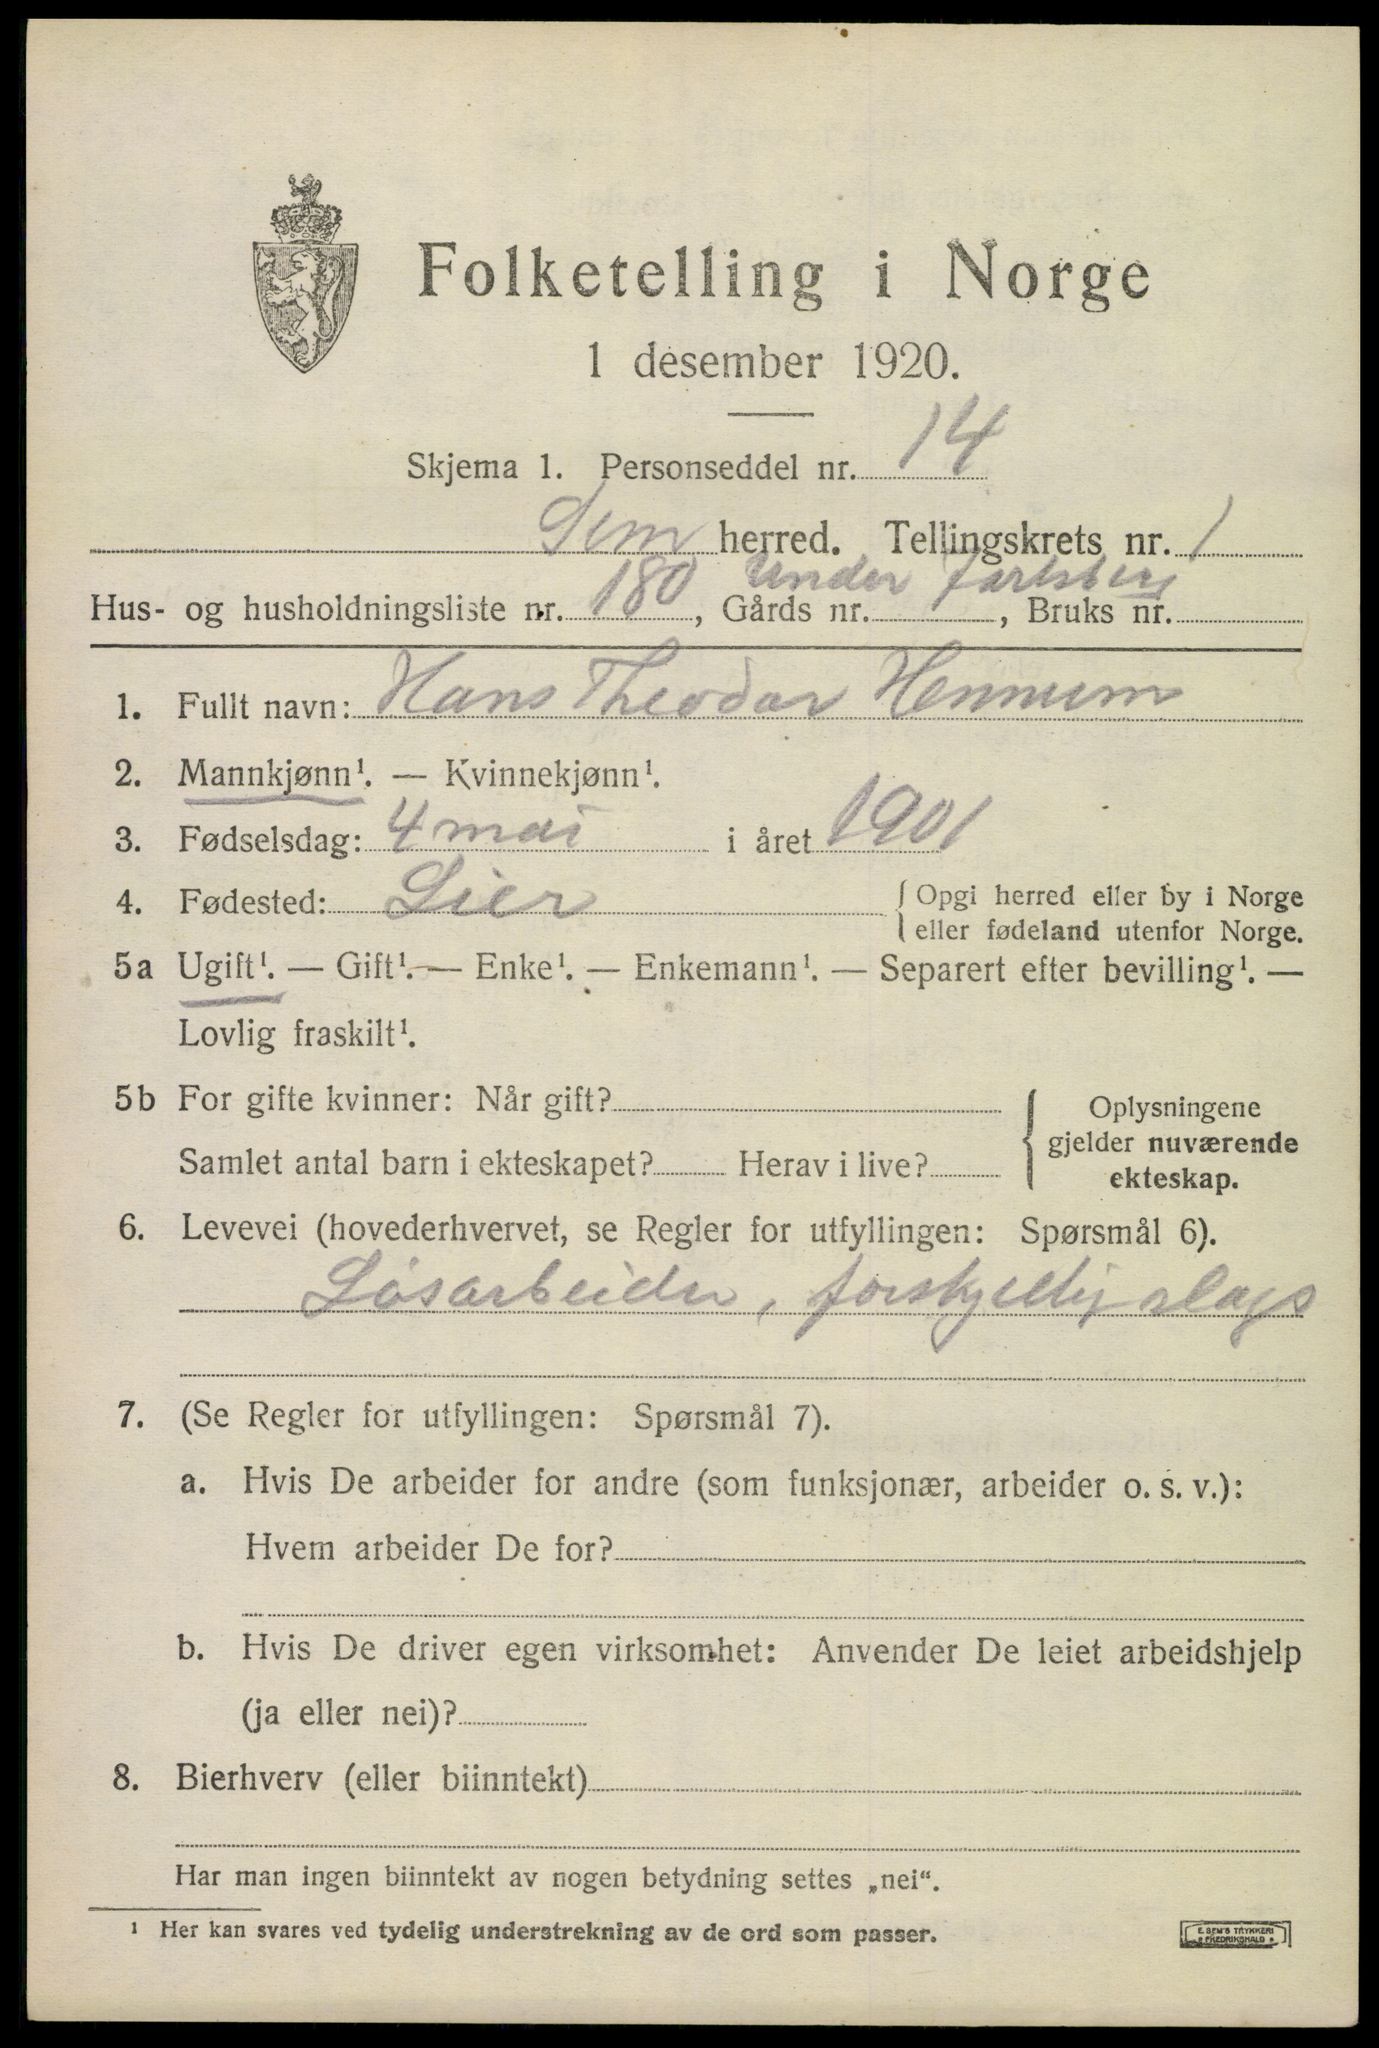 Folketelling i Norge
1 desember 1920.
Skjema 1. Personseddel nr. 14
Sem herred. Tellingskrets nr. 1
Under Jarlsberg
Hus- og husholdningsliste nr. 180, Gårds nr. , Bruks nr.
1. Fullt navn: Hans Theodor Hennum
2. Mannkjønn¹. — Kvinnekjønn¹.
3. Fødselsdag: 4 mai i året 1901
4. Fødested: Lier { Opgi herred eller by i Norge
eller fødeland utenfor Norge.
5a Ugift¹. — Gift¹. — Enke¹. — Enkemann¹. — Separert efter bevilling¹. —
Lovlig fraskilt¹.
5b For gifte kvinner: Når gift?
Samlet antal barn i ekteskapet? Herav i live?
{ Oplysningene
gjelder nuværende
ekteskap.
6. Levevei (hovederhvervet, se Regler for utfyllingen: Spørsmål 6).
Løsarbeider, forskjellig slags
7. (Se Regler for utfyllingen: Spørsmål 7).
a. Hvis De arbeider for andre (som funksjonær, arbeider o. s. v.):
Hvem arbeider De for?
b. Hvis De driver egen virksomhet: Anvender De leiet arbeidshjelp
(ja eller nei)?
8. Bierhverv (eller biinntekt)
Har man ingen biinntekt av nogen betydning settes „nei“.
¹ Her kan svares ved tydelig understrekning av de ord som passer.
E. SEM'S TRYKKERI
FREDRIKSHALD